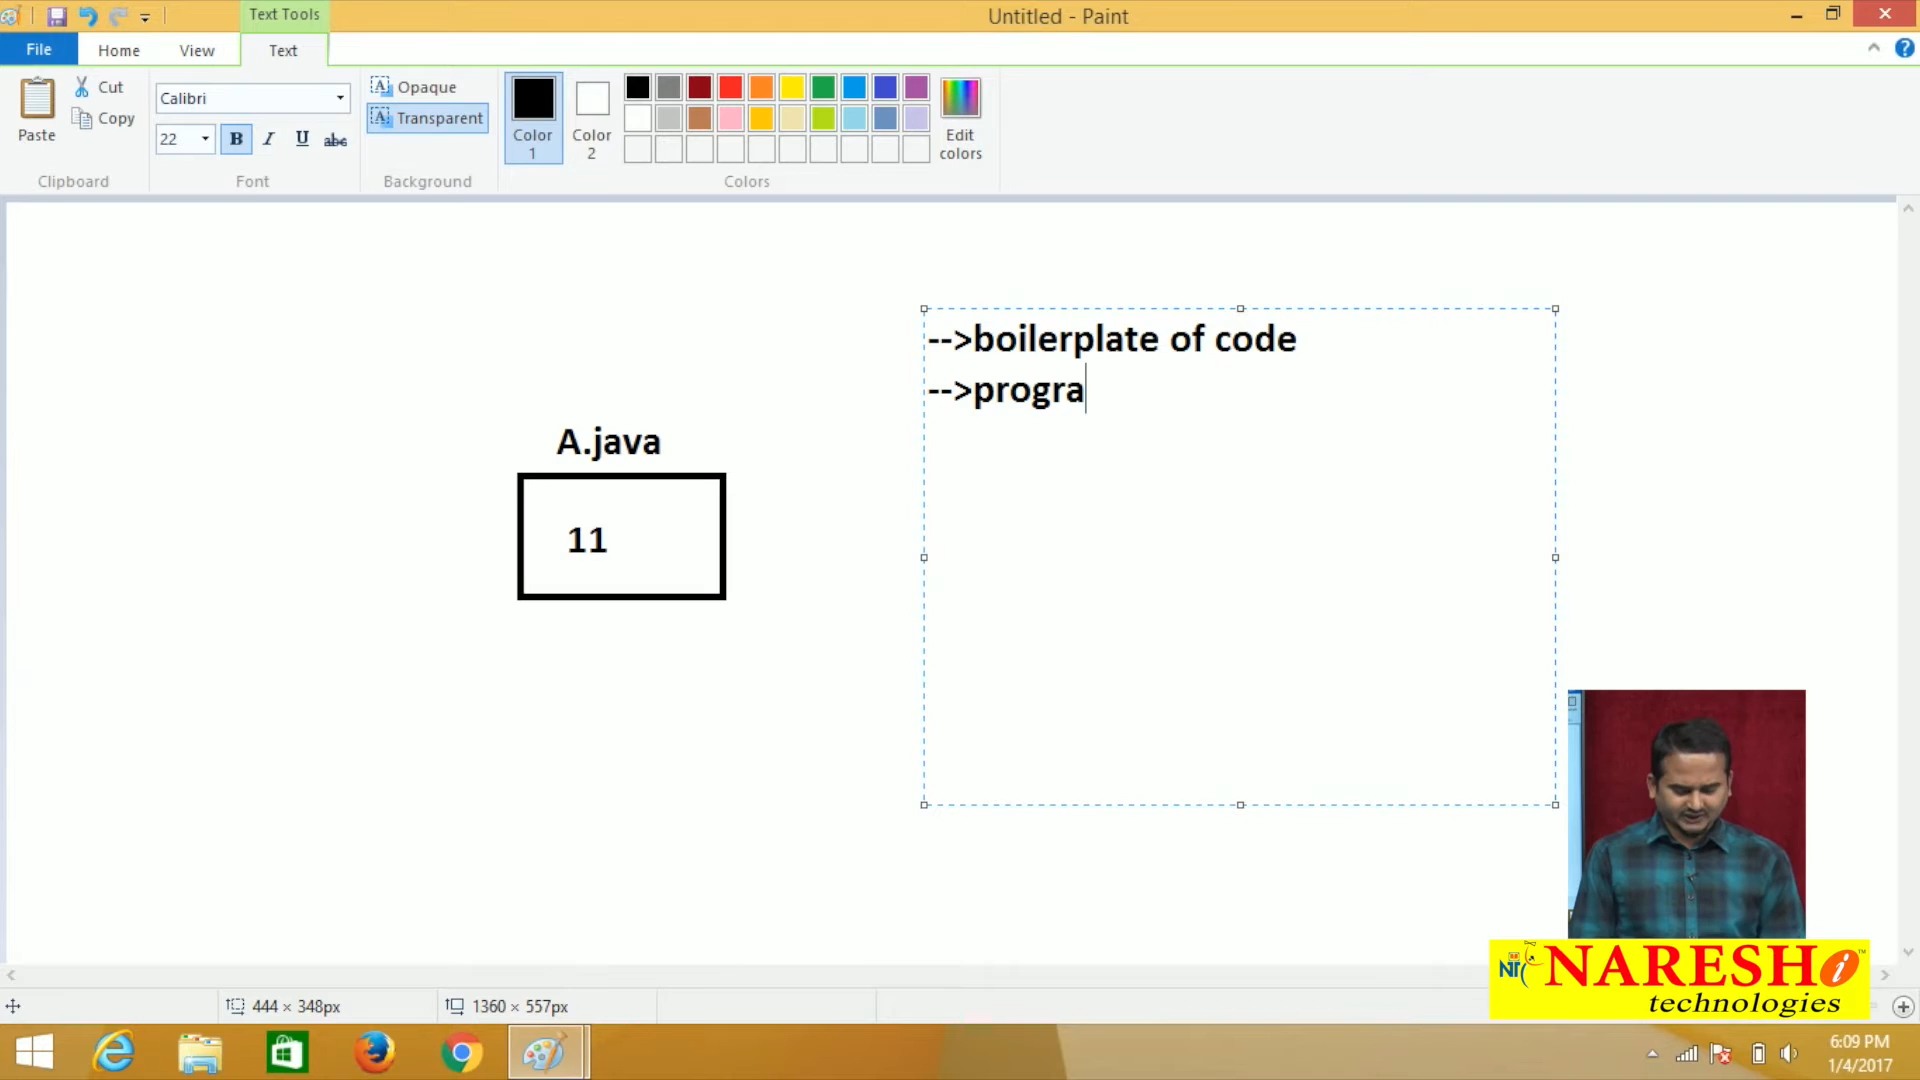 Text Tools
Untitled - Paint
File
Home
View
Text
Paste
Cut
Copy
Clipboard
Calibri
22
B I U abc
Font
Opaque
Transparent
Background
Color 1
Color 2
Edit colors
Colors
-->boilerplate of code
-->progra
A.java
11
NARESH i
technologies
444 × 348px
1360 × 557px
6:09 PM
1/4/2017